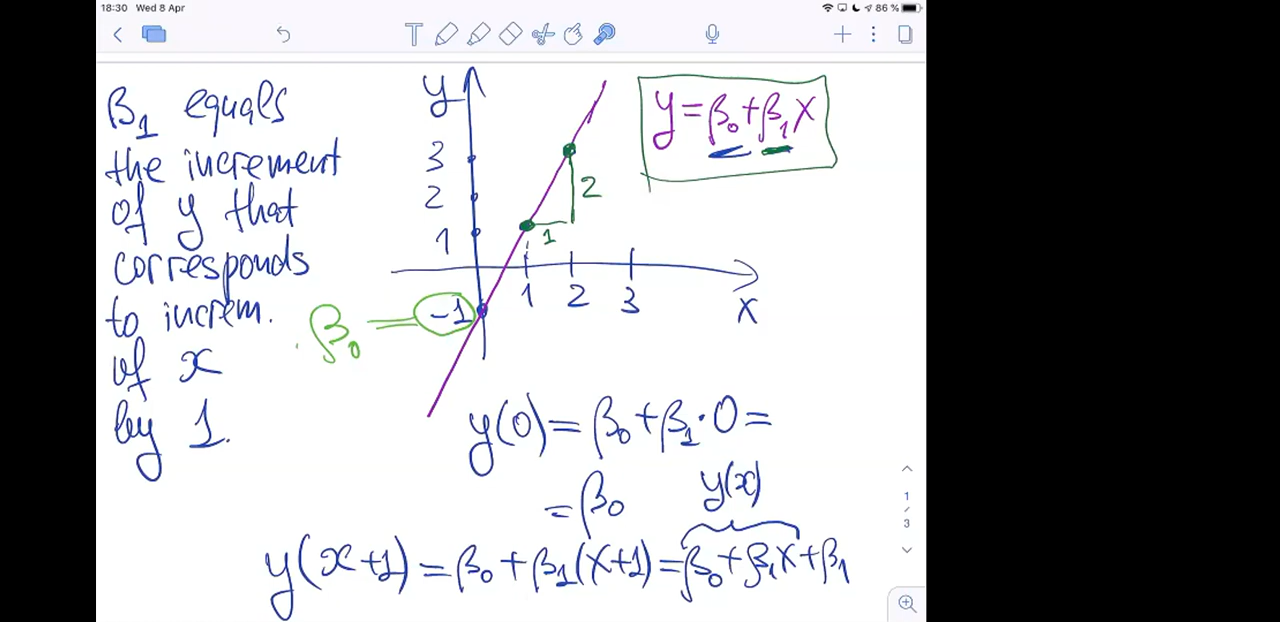 18:30 Wed 8 Apr
86 %
T
β₁ equals
the increment
of y that
corresponds
to increm.
of x
by 1.
y
3
2
1
-1
β₀ =
1
2
1 2 3
x
y=β₀+β₁x
y(0)=β₀+β₁·0=
=β₀
y(x)
y(x+1)=β₀+β₁(x+1)=β₀+β₁x+β₁
1
/
3